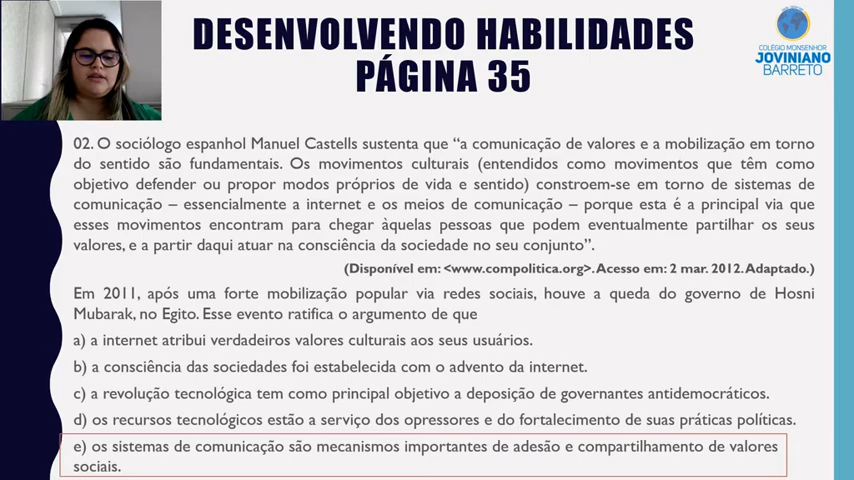 DESENVOLVENDO HABILIDADES
PÁGINA 35
COLÉGIO MONSENHOR
JOVINIANO
BARRETO
02. O sociólogo espanhol Manuel Castells sustenta que “a comunicação de valores e a mobilização em torno
do sentido são fundamentais. Os movimentos culturais (entendidos como movimentos que têm como
objetivo defender ou propor modos próprios de vida e sentido) constroem-se em torno de sistemas de
comunicação – essencialmente a internet e os meios de comunicação – porque esta é a principal via que
esses movimentos encontram para chegar àquelas pessoas que podem eventualmente partilhar os seus
valores, e a partir daqui atuar na consciência da sociedade no seu conjunto”.
(Disponível em: <www.compolitica.org>. Acesso em: 2 mar. 2012. Adaptado.)
Em 2011, após uma forte mobilização popular via redes sociais, houve a queda do governo de Hosni
Mubarak, no Egito. Esse evento ratifica o argumento de que
a) a internet atribui verdadeiros valores culturais aos seus usuários.
b) a consciência das sociedades foi estabelecida com o advento da internet.
c) a revolução tecnológica tem como principal objetivo a deposição de governantes antidemocráticos.
d) os recursos tecnológicos estão a serviço dos opressores e do fortalecimento de suas práticas políticas.
e) os sistemas de comunicação são mecanismos importantes de adesão e compartilhamento de valores
sociais.